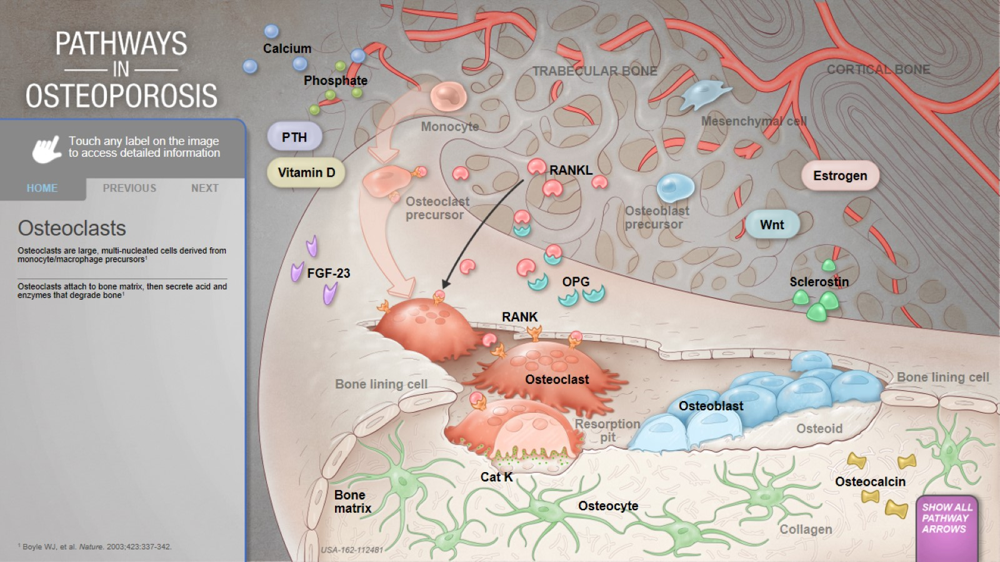 PATHWAYS
IN
OSTEOPOROSIS
Touch any label on the image
to access detailed information
HOME
PREVIOUS
NEXT
Osteoclasts
Osteoclasts are large, multi-nucleated cells derived from
monocyte/macrophage precursors¹
Osteoclasts attach to bone matrix, then secrete acid and
enzymes that degrade bone¹
¹ Boyle WJ, et al. Nature. 2003;423:337-342.
Calcium
Phosphate
TRABECULAR BONE
CORTICAL BONE
Monocyte
Mesenchymal cell
PTH
Vitamin D
RANKL
Estrogen
Osteoclast
precursor
Osteoblast
precursor
Wnt
FGF-23
OPG
Sclerostin
RANK
Bone lining cell
Osteoclast
Bone lining cell
Osteoblast
Resorption
pit
Osteoid
Cat K
Osteocalcin
Bone
matrix
Osteocyte
Collagen
SHOW ALL
PATHWAY
ARROWS
USA-162-112481